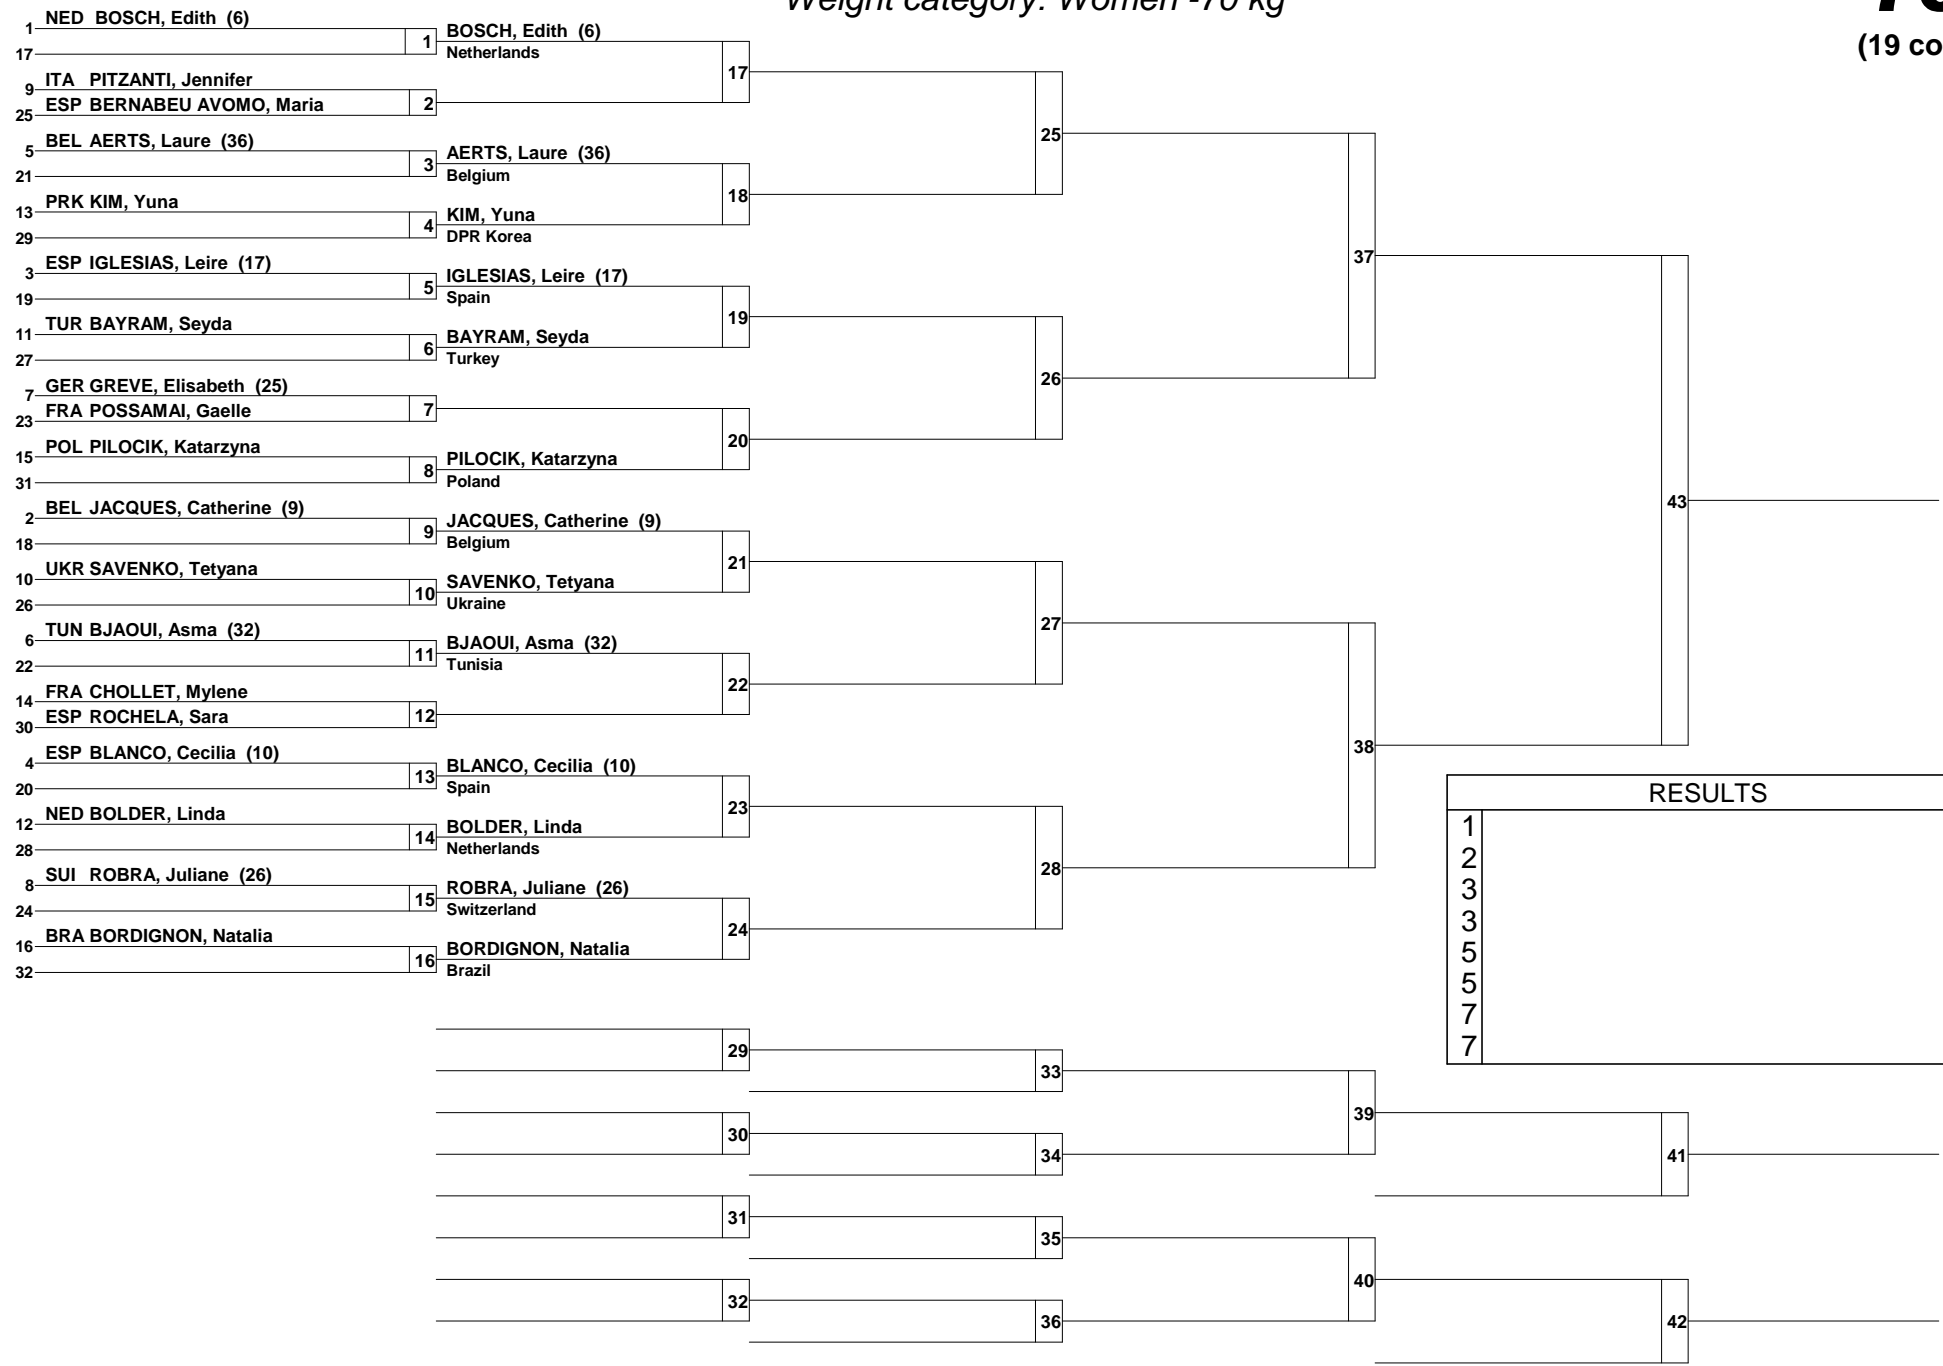 Weight category: Women -70 kg
(19 co
1 NED BOSCH, Edith (6)
17
1 BOSCH, Edith (6)
Netherlands
17
9 ITA PITZANTI, Jennifer
25 ESP BERNABEU AVOMO, Maria
2
25
5 BEL AERTS, Laure (36)
21
3 AERTS, Laure (36)
Belgium
18
13 PRK KIM, Yuna
29
4 KIM, Yuna
DPR Korea
37
3 ESP IGLESIAS, Leire (17)
19
5 IGLESIAS, Leire (17)
Spain
19
11 TUR BAYRAM, Seyda
27
6 BAYRAM, Seyda
Turkey
26
7 GER GREVE, Elisabeth (25)
23 FRA POSSAMAI, Gaelle
7
20
15 POL PILOCIK, Katarzyna
31
8 PILOCIK, Katarzyna
Poland
43
2 BEL JACQUES, Catherine (9)
18
9 JACQUES, Catherine (9)
Belgium
21
10 UKR SAVENKO, Tetyana
26
10 SAVENKO, Tetyana
Ukraine
27
6 TUN BJAOUI, Asma (32)
22
11 BJAOUI, Asma (32)
Tunisia
22
14 FRA CHOLLET, Mylene
30 ESP ROCHELA, Sara
12
38
4 ESP BLANCO, Cecilia (10)
20
13 BLANCO, Cecilia (10)
Spain
23
12 NED BOLDER, Linda
28
14 BOLDER, Linda
Netherlands
28
8 SUI ROBRA, Juliane (26)
24
15 ROBRA, Juliane (26)
Switzerland
24
16 BRA BORDIGNON, Natalia
32
16 BORDIGNON, Natalia
Brazil
RESULTS
1
2
3
3
5
5
7
7
29
33
39
30
34
41
31
35
40
32
36
42